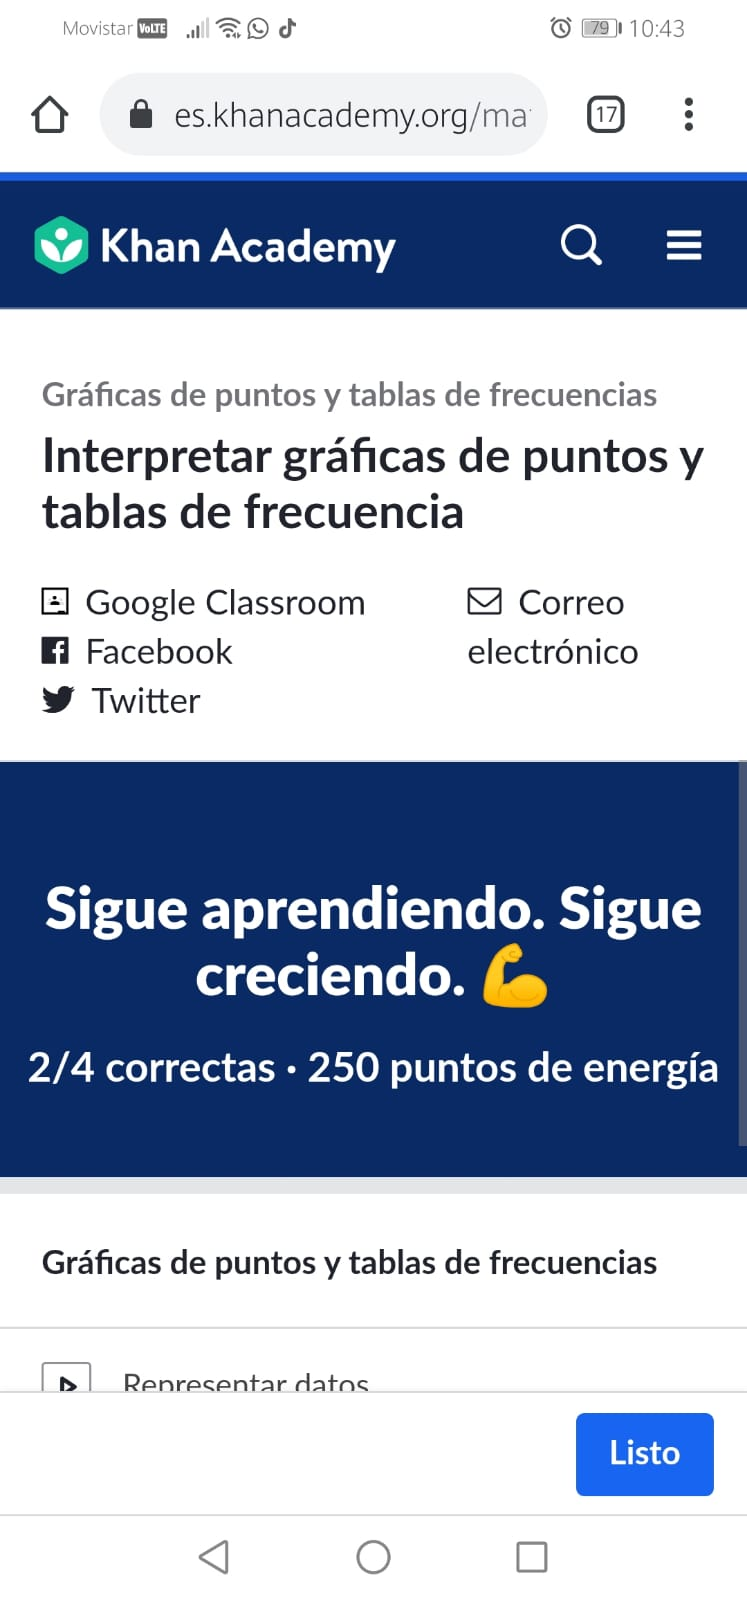 Movistar VoLTE 79 10:43
es.khanacademy.org/ma 17
Khan Academy
Gráficas de puntos y tablas de frecuencias
Interpretar gráficas de puntos y
tablas de frecuencia
Google Classroom
Facebook
Twitter
Correo
electrónico
Sigue aprendiendo. Sigue
creciendo. 💪
2/4 correctas · 250 puntos de energía
Gráficas de puntos y tablas de frecuencias
Representar datos
Listo